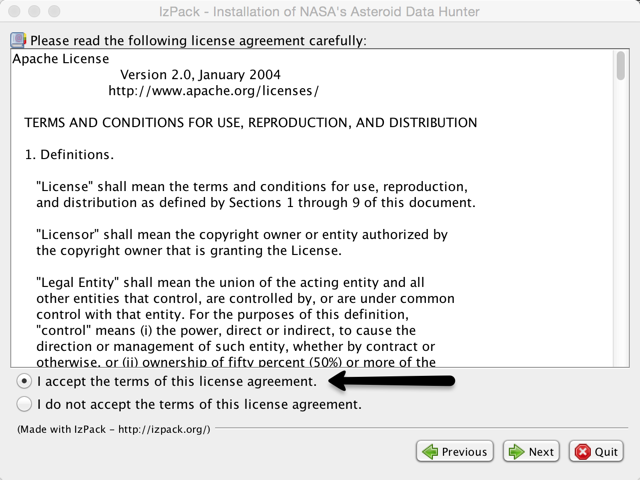 IzPack - Installation of NASA's Asteroid Data Hunter
Please read the following license agreement carefully:
Apache License
Version 2.0, January 2004
http://www.apache.org/licenses/
TERMS AND CONDITIONS FOR USE, REPRODUCTION, AND DISTRIBUTION
1. Definitions.
"License" shall mean the terms and conditions for use, reproduction,
and distribution as defined by Sections 1 through 9 of this document.
"Licensor" shall mean the copyright owner or entity authorized by
the copyright owner that is granting the License.
"Legal Entity" shall mean the union of the acting entity and all
other entities that control, are controlled by, or are under common
control with that entity. For the purposes of this definition,
"control" means (i) the power, direct or indirect, to cause the
direction or management of such entity, whether by contract or
otherwise, or (ii) ownership of fifty percent (50%) or more of the
I accept the terms of this license agreement.
I do not accept the terms of this license agreement.
(Made with IzPack - http://izpack.org/)
Previous Next Quit